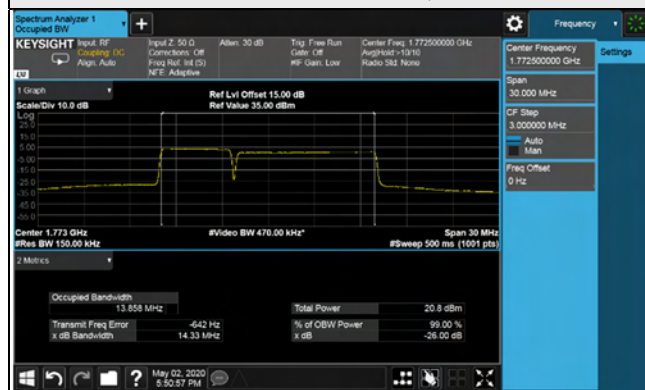 Spectrum Analyzer 1
Occupied BW
Frequency
KEYSIGHT
Input: RF
Coupling: DC
Align: Auto
Input Z: 50 Ω
Corrections: Off
Freq Ref: Int (S)
NFE: Adaptive
Atten: 30 dB
Trig: Free Run
Gate: Off
#IF Gain: Low
Center Freq: 1.772500000 GHz
Avg|Hold:>10/10
Radio Std: None
LXI
Center Frequency
1.772500000 GHz
Settings
Span
30.000 MHz
CF Step
3.000000 MHz
Auto
Man
Freq Offset
0 Hz
1 Graph
Scale/Div 10.0 dB
Ref Lvl Offset 15.00 dB
Ref Value 35.00 dBm
Log
25.0
15.0
5.00
-5.00
-15.0
-25.0
-35.0
-45.0
-55.0
Center 1.773 GHz
#Res BW 150.00 kHz
#Video BW 470.00 kHz*
Span 30 MHz
#Sweep 500 ms (1001 pts)
2 Metrics
Occupied Bandwidth
13.858 MHz
Total Power 20.8 dBm
Transmit Freq Error -642 Hz
% of OBW Power 99.00 %
x dB Bandwidth 14.33 MHz
x dB -26.00 dB
?
May 02, 2020
5:50:57 PM